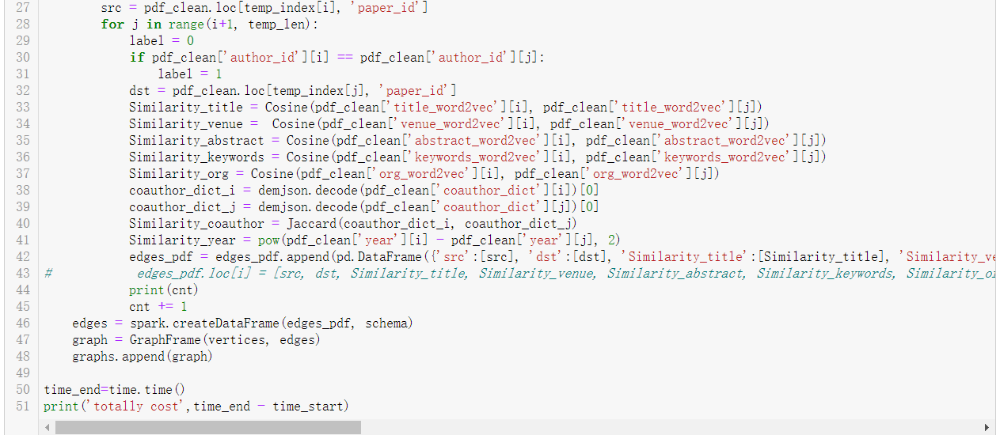 27 src = pdf_clean.loc[temp_index[i], 'paper_id']
28 for j in range(i+1, temp_len):
29 label = 0
30 if pdf_clean['author_id'][i] == pdf_clean['author_id'][j]:
31 label = 1
32 dst = pdf_clean.loc[temp_index[j], 'paper_id']
33 Similarity_title = Cosine(pdf_clean['title_word2vec'][i], pdf_clean['title_word2vec'][j])
34 Similarity_venue =  Cosine(pdf_clean['venue_word2vec'][i], pdf_clean['venue_word2vec'][j])
35 Similarity_abstract = Cosine(pdf_clean['abstract_word2vec'][i], pdf_clean['abstract_word2vec'][j])
36 Similarity_keywords = Cosine(pdf_clean['keywords_word2vec'][i], pdf_clean['keywords_word2vec'][j])
37 Similarity_org = Cosine(pdf_clean['org_word2vec'][i], pdf_clean['org_word2vec'][j])
38 coauthor_dict_i = demjson.decode(pdf_clean['coauthor_dict'][i])[0]
39 coauthor_dict_j = demjson.decode(pdf_clean['coauthor_dict'][j])[0]
40 Similarity_coauthor = Jaccard(coauthor_dict_i, coauthor_dict_j)
41 Similarity_year = pow(pdf_clean['year'][i] - pdf_clean['year'][j], 2)
42 edges_pdf = edges_pdf.append(pd.DataFrame({'src':[src], 'dst':[dst], 'Similarity_title':[Similarity_title], 'Similarity_ve
43 # edges_pdf.loc[i] = [src, dst, Similarity_title, Similarity_venue, Similarity_abstract, Similarity_keywords, Similarity_o
44 print(cnt)
45 cnt += 1
46 edges = spark.createDataFrame(edges_pdf, schema)
47 graph = GraphFrame(vertices, edges)
48 graphs.append(graph)
49
50 time_end=time.time()
51 print('totally cost',time_end - time_start)